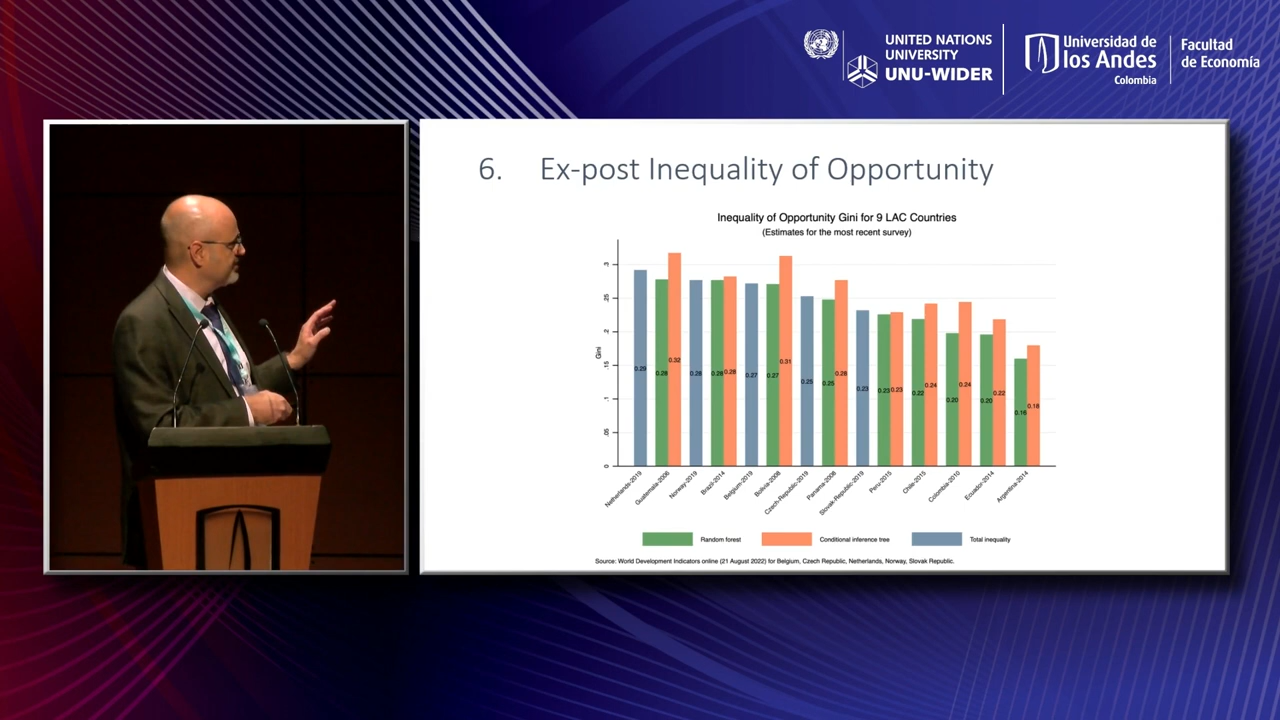 UNITED NATIONS
UNIVERSITY
UNU-WIDER
Universidad de
los Andes
Colombia
Facultad
de Economía
6. Ex-post Inequality of Opportunity
Inequality of Opportunity Gini for 9 LAC Countries
(Estimates for the most recent survey)
Gini
.3
.25
.2
.15
.1
.05
0
0.29
0.28
0.32
0.28
0.28
0.28
0.27
0.27
0.31
0.25
0.25
0.28
0.23
0.23
0.23
0.22
0.24
0.20
0.24
0.20
0.22
0.16
0.18
Netherlands-2019
Guatemala-2006
Norway-2019
Brazil-2014
Belgium-2019
Bolivia-2008
Czech Republic-2019
Panama-2008
Slovak Republic-2019
Peru-2015
Chile-2015
Colombia-2010
Ecuador-2014
Argentina-2014
Random forest
Conditional inference tree
Total inequality
Source: World Development Indicators online (21 August 2022) for Belgium, Czech Republic, Netherlands, Norway, Slovak Republic.